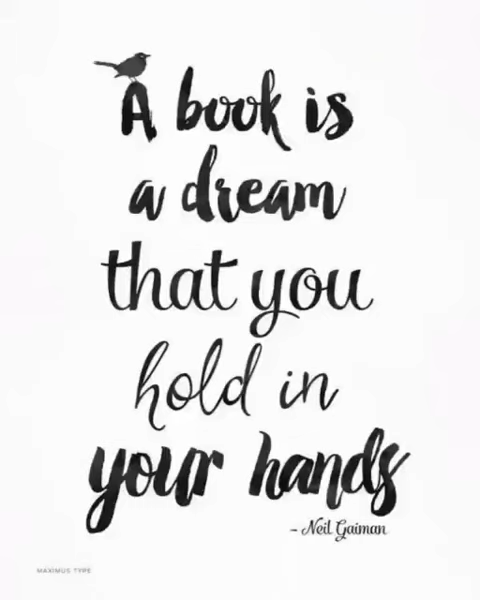 A book is
a dream
that you
hold in
your hands
- Neil Gaiman
MAXIMUS TYPE